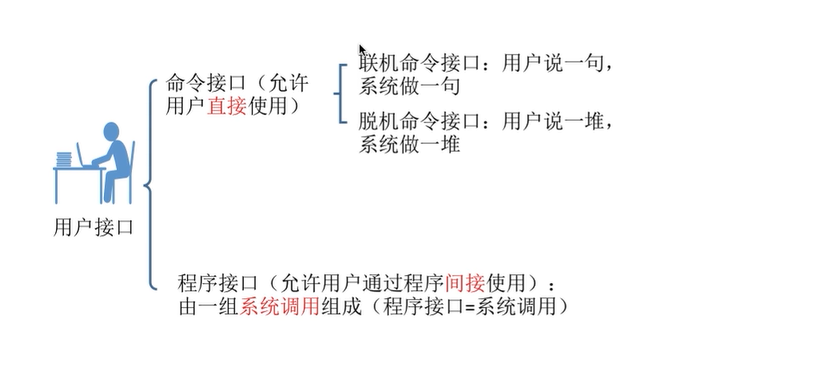 命令接口（允许
用户直接使用）
联机命令接口：用户说一句，
系统做一句
脱机命令接口：用户说一堆，
系统做一堆
用户接口
程序接口（允许用户通过程序间接使用）：
由一组系统调用组成（程序接口=系统调用）